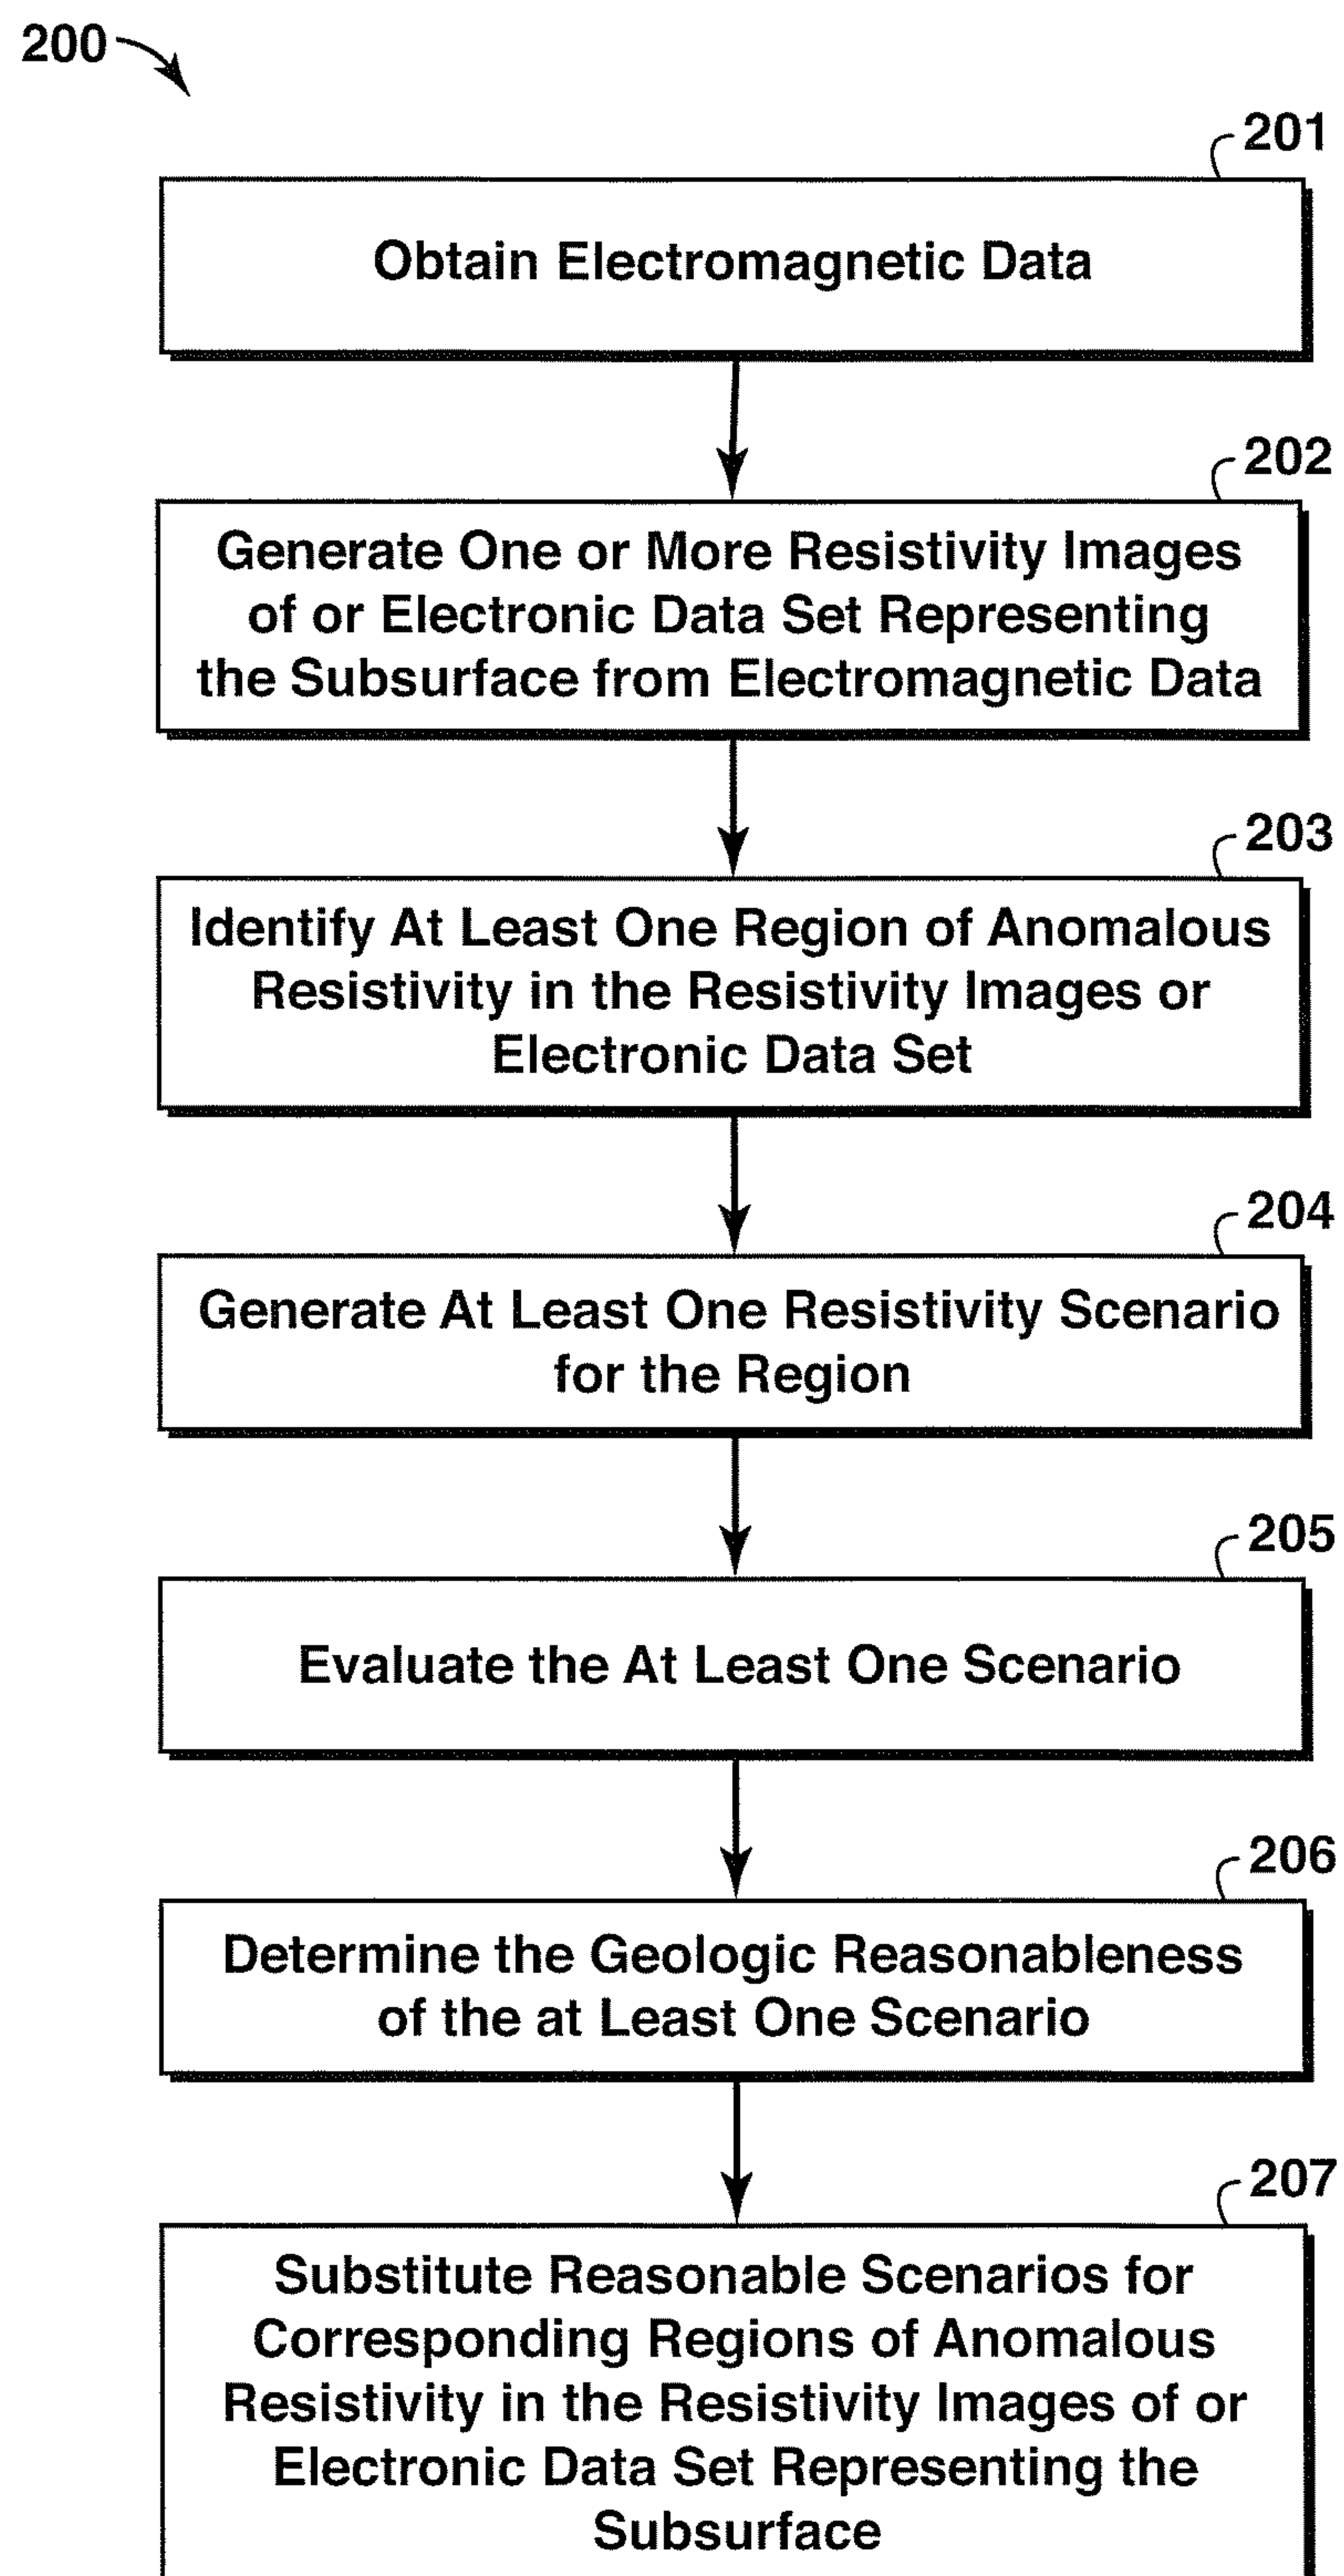 200
201
Obtain Electromagnetic Data
202
Generate One or More Resistivity Images
of or Electronic Data Set Representing
the Subsurface from Electromagnetic Data
203
Identify At Least One Region of Anomalous
Resistivity in the Resistivity Images or
Electronic Data Set
204
Generate At Least One Resistivity Scenario
for the Region
205
Evaluate the At Least One Scenario
206
Determine the Geologic Reasonableness
of the at Least One Scenario
207
Substitute Reasonable Scenarios for
Corresponding Regions of Anomalous
Resistivity in the Resistivity Images of or
Electronic Data Set Representing the
Subsurface